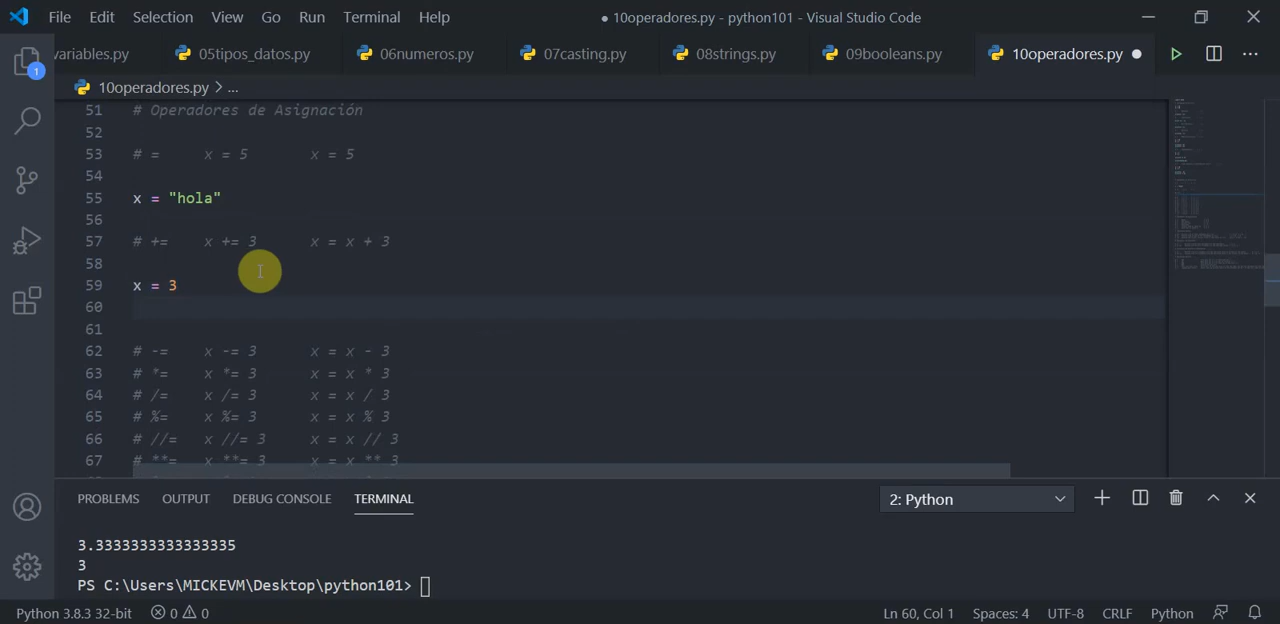 File Edit Selection View Go Run Terminal Help ● 10operadores.py - python101 - Visual Studio Code
variables.py 05tipos_datos.py 06numeros.py 07casting.py 08strings.py 09booleans.py 10operadores.py
1
10operadores.py > ...
51 # Operadores de Asignación
52
53 # = x = 5 x = 5
54
55 x = "hola"
56
57 # += x += 3 x = x + 3
58
59 x = 3
60
61
62 # -= x -= 3 x = x - 3
63 # *= x *= 3 x = x * 3
64 # /= x /= 3 x = x / 3
65 # %= x %= 3 x = x % 3
66 # //= x //= 3 x = x // 3
67 # **= x **= 3 x = x ** 3
PROBLEMS OUTPUT DEBUG CONSOLE TERMINAL 2: Python
3.3333333333333335
3
PS C:\Users\MICKEVM\Desktop\python101>
Python 3.8.3 32-bit 0 0 Ln 60, Col 1 Spaces: 4 UTF-8 CRLF Python